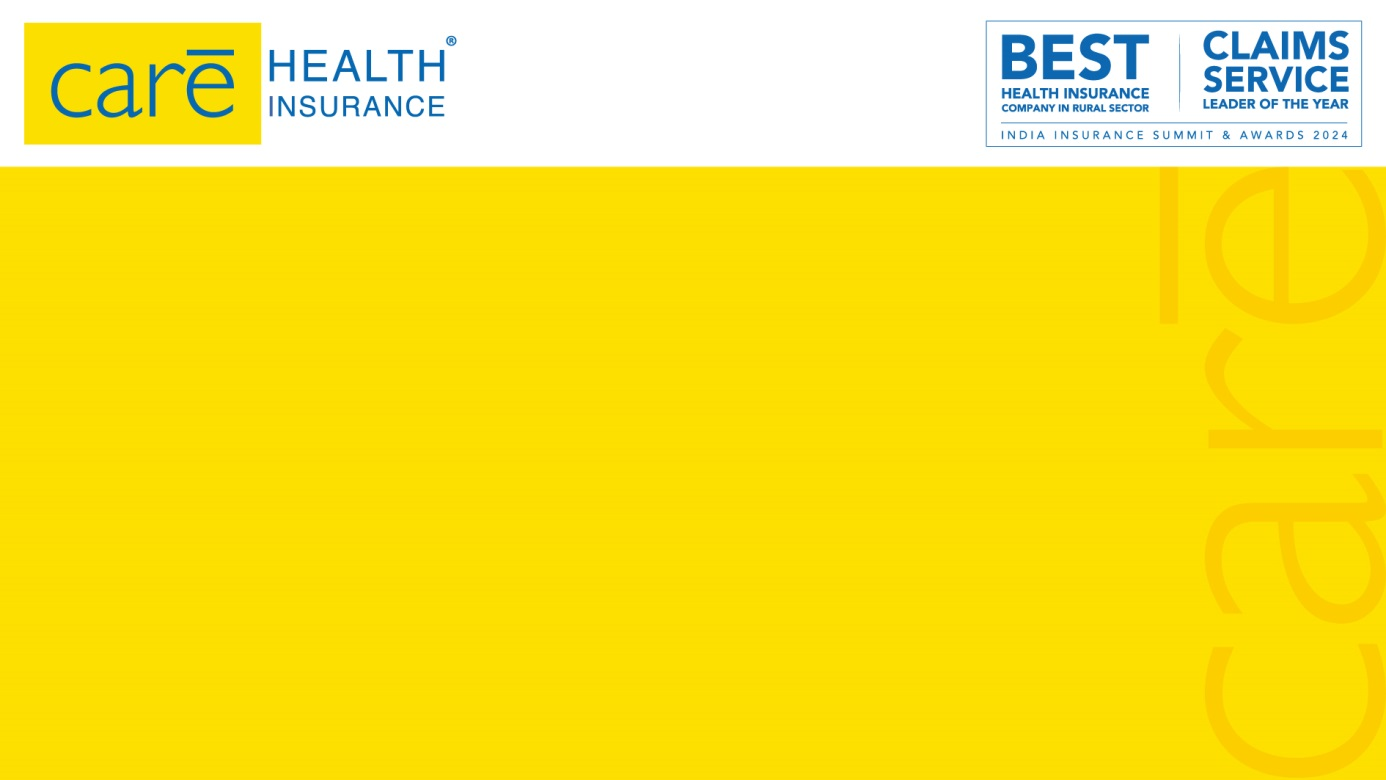 carē HEALTH®
INSURANCE
BEST
HEALTH INSURANCE
COMPANY IN RURAL SECTOR
CLAIMS
SERVICE
LEADER OF THE YEAR
INDIA INSURANCE SUMMIT & AWARDS 2024
carē